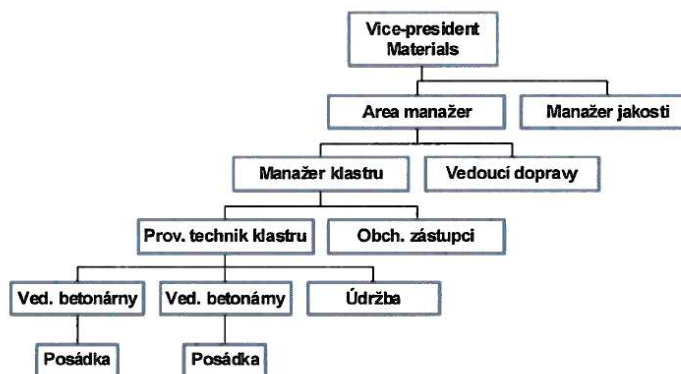 Vice-president
Materials
Area manažer
Manažer jakosti
Manažer klastru
Vedoucí dopravy
Prov. technik klastru
Obch. zástupci
Ved. betonárny
Ved. betonárny
Údržba
Posádka
Posádka